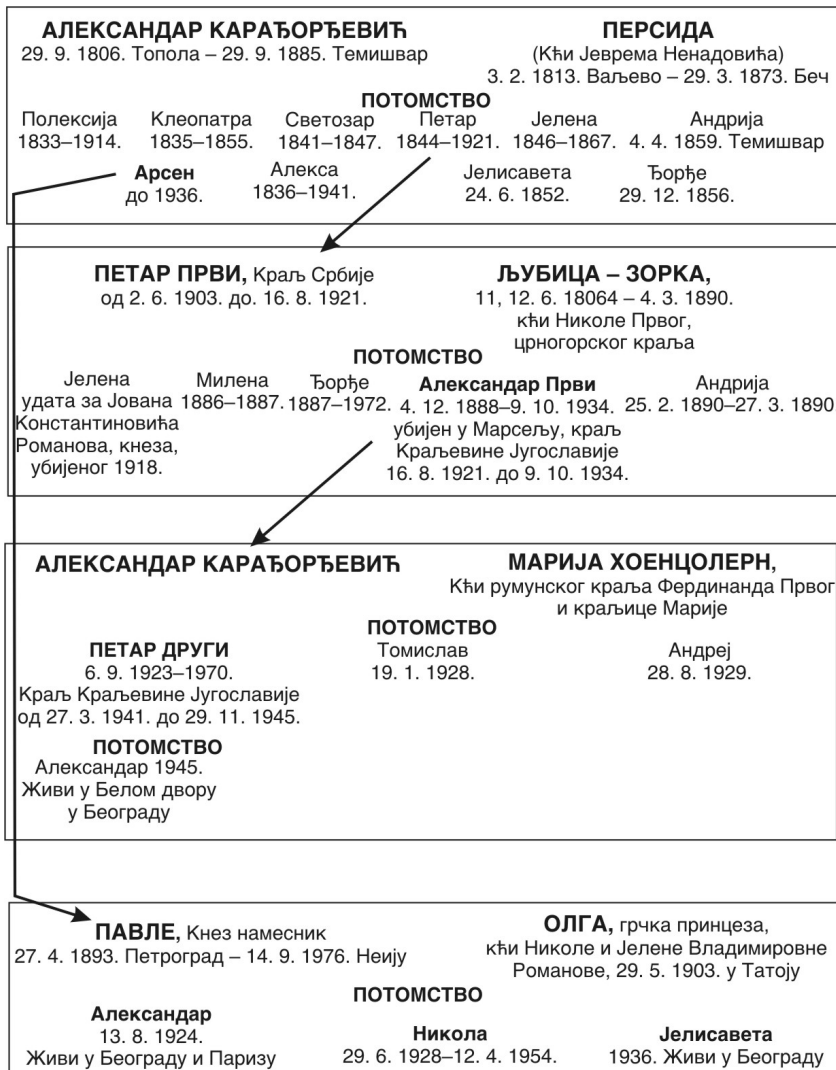 АЛЕКСАНДАР КАРАЂОРЂЕВИЋ
29. 9. 1806. Топола – 29. 9. 1885. Темишвар
ПЕРСИДА
(Кћи Јеврема Ненадовића)
3. 2. 1813. Ваљево – 29. 3. 1873. Беч
ПОТОМСТВО
Полексија
1833–1914.
Клеопатра
1835–1855.
Светозар
1841–1847.
Петар
1844–1921.
Јелена
1846–1867.
Андрија
4. 4. 1859. Темишвар
Арсен
до 1936.
Алекса
1836–1941.
Јелисавета
24. 6. 1852.
Ђорђе
29. 12. 1856.
ПЕТАР ПРВИ, Краљ Србије
од 2. 6. 1903. до. 16. 8. 1921.
ЉУБИЦА – ЗОРКА,
11, 12. 6. 18064 – 4. 3. 1890.
кћи Николе Првог,
црногорског краља
ПОТОМСТВО
Јелена
удата за Јована
Константиновића
Романова, кнеза,
убијеног 1918.
Милена
1886–1887.
Ђорђе
1887–1972.
Александар Први
4. 12. 1888–9. 10. 1934.
убијен у Марсељу, краљ
Краљевине Југославије
16. 8. 1921. до 9. 10. 1934.
Андрија
25. 2. 1890–27. 3. 1890
АЛЕКСАНДАР КАРАЂОРЂЕВИЋ
МАРИЈА ХОЕНЦОЛЕРН,
Кћи румунског краља Фердинанда Првог
и краљице Марије
ПОТОМСТВО
ПЕТАР ДРУГИ
6. 9. 1923–1970.
Краљ Краљевине Југославије
од 27. 3. 1941. до 29. 11. 1945.
Томислав
19. 1. 1928.
Андреј
28. 8. 1929.
ПОТОМСТВО
Александар 1945.
Живи у Белом двору
у Београду
ПАВЛЕ, Кнез намесник
27. 4. 1893. Петроград – 14. 9. 1976. Неију
ОЛГА, грчка принцеза,
кћи Николе и Јелене Владимировне
Романове, 29. 5. 1903. у Татоју
ПОТОМСТВО
Александар
13. 8. 1924.
Живи у Београду и Паризу
Никола
29. 6. 1928–12. 4. 1954.
Јелисавета
1936. Живи у Београду